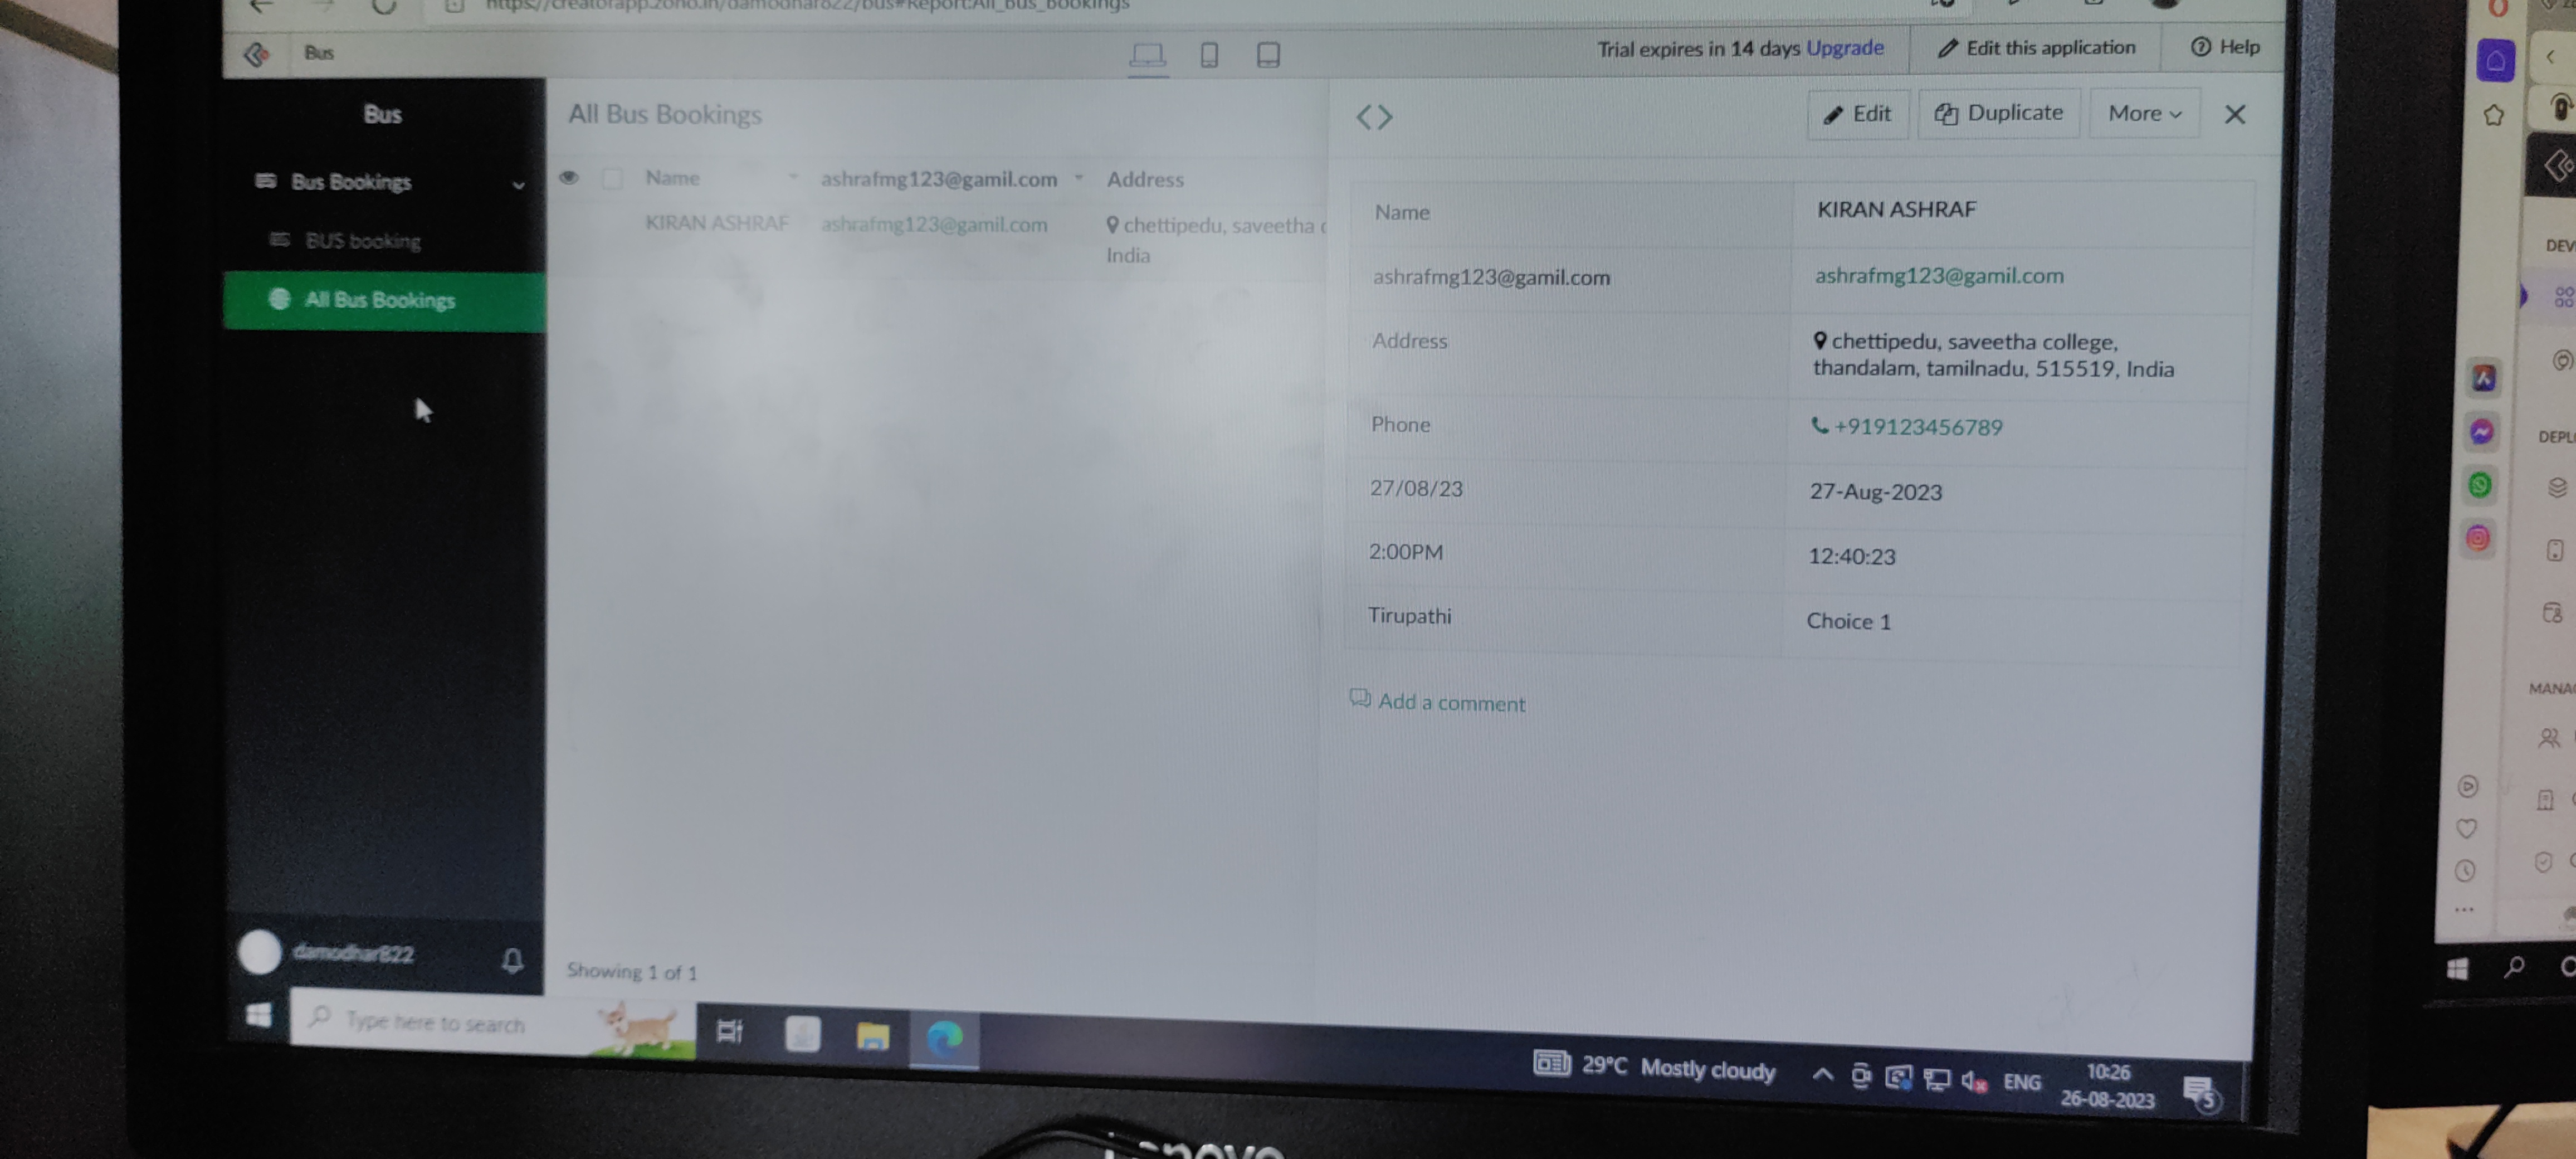 https://creatorapp.zoho.in/damodhar822/bus#Report:All_Bus_Bookings
Bus
Trial expires in 14 days Upgrade
Edit this application
Help
Bus
Bus Bookings
BUS booking
All Bus Bookings
damodhar822
All Bus Bookings
Name
ashrafmg123@gamil.com
Address
KIRAN ASHRAF
ashrafmg123@gamil.com
chettipedu, saveetha c
India
Showing 1 of 1
Edit
Duplicate
More
Name
KIRAN ASHRAF
ashrafmg123@gamil.com
ashrafmg123@gamil.com
Address
chettipedu, saveetha college,
thandalam, tamilnadu, 515519, India
Phone
+919123456789
27/08/23
27-Aug-2023
2:00PM
12:40:23
Tirupathi
Choice 1
Add a comment
Type here to search
29°C Mostly cloudy
ENG
10:26
26-08-2023
5
Lenovo
DEV
DEPL
MANA